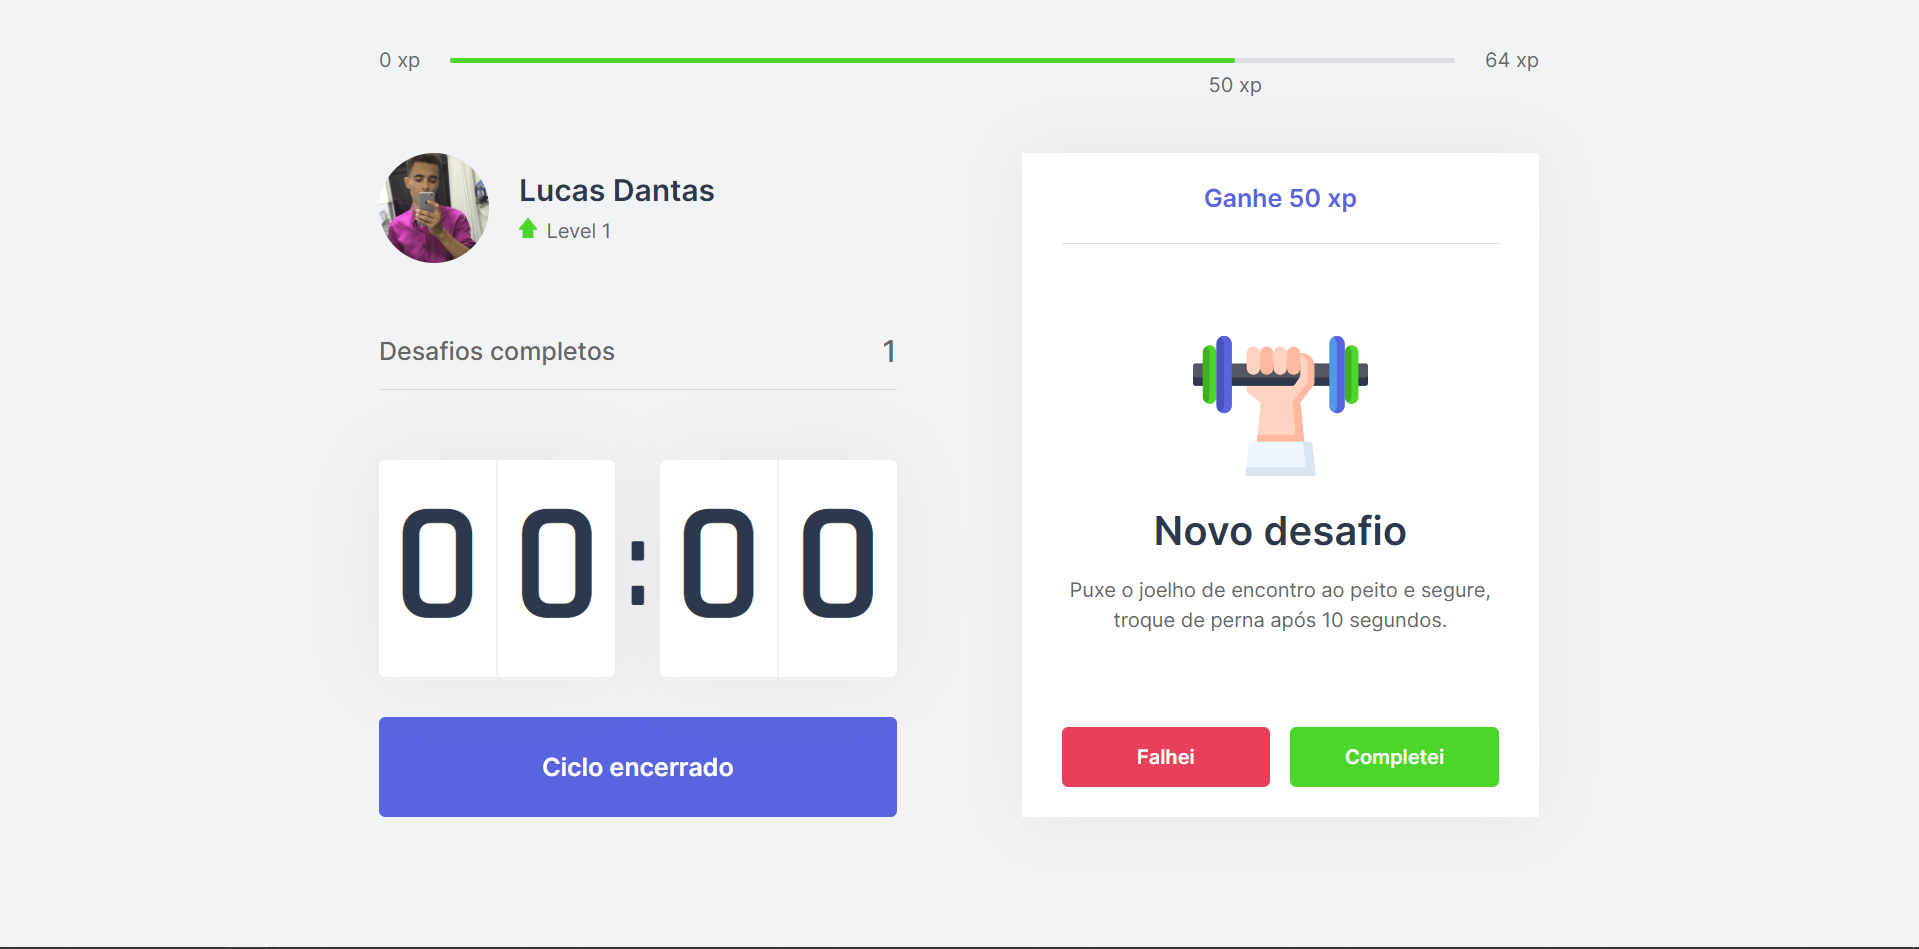 0 xp
64 xp
50 xp
Lucas Dantas
Level 1
Desafios completos
1
00:00
Ciclo encerrado
Ganhe 50 xp
Novo desafio
Puxe o joelho de encontro ao peito e segure,
troque de perna após 10 segundos.
Falhei
Completei